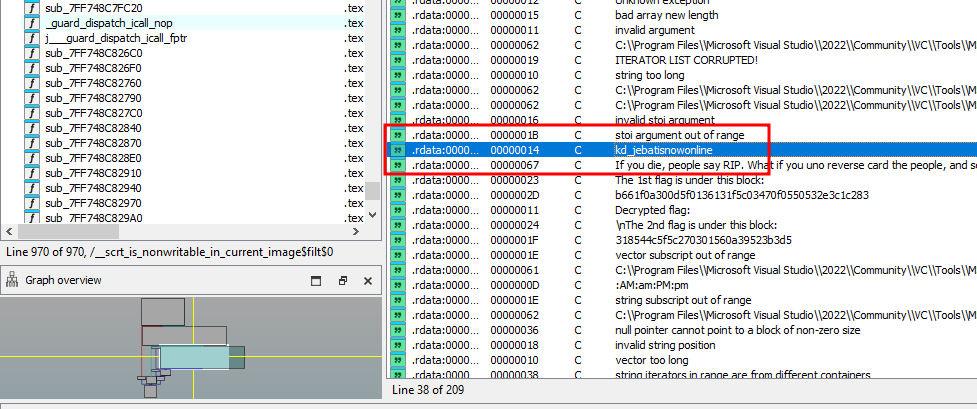 sub_7FF748C7FC20 .tex
_guard_dispatch_icall_nop .tex
j___guard_dispatch_icall_fptr .tex
sub_7FF748C826C0 .tex
sub_7FF748C826F0 .tex
sub_7FF748C82760 .tex
sub_7FF748C82790 .tex
sub_7FF748C827C0 .tex
sub_7FF748C82840 .tex
sub_7FF748C82870 .tex
sub_7FF748C828E0 .tex
sub_7FF748C82910 .tex
sub_7FF748C82940 .tex
sub_7FF748C82970 .tex
sub_7FF748C829A0 .tex
Line 970 of 970, /__scrt_is_nonwritable_in_current_image$filt$0
Graph overview
.rdata:0000... 00000012 C Unknown exception
.rdata:0000... 00000015 C bad array new length
.rdata:0000... 00000011 C invalid argument
.rdata:0000... 00000062 C C:\\Program Files\\Microsoft Visual Studio\\2022\\Community\\VC\\Tools\\M
.rdata:0000... 00000019 C ITERATOR LIST CORRUPTED!
.rdata:0000... 00000010 C string too long
.rdata:0000... 00000062 C C:\\Program Files\\Microsoft Visual Studio\\2022\\Community\\VC\\Tools\\M
.rdata:0000... 00000062 C C:\\Program Files\\Microsoft Visual Studio\\2022\\Community\\VC\\Tools\\M
.rdata:0000... 00000016 C invalid stoi argument
.rdata:0000... 0000001B C stoi argument out of range
.rdata:0000... 00000014 C kd_jebatisnowonline
.rdata:0000... 00000067 C If you die, people say RIP. What if you uno reverse card the people, and s
.rdata:0000... 00000023 C The 1st flag is under this block:
.rdata:0000... 0000002D C b661f0a300d5f0136131f5c03470f0550532e3c1c283
.rdata:0000... 00000011 C Decrypted flag:
.rdata:0000... 00000024 C \nThe 2nd flag is under this block:
.rdata:0000... 0000001F C 318544c5f5c270301560a39523b3d5
.rdata:0000... 0000001E C vector subscript out of range
.rdata:0000... 00000061 C C:\\Program Files\\Microsoft Visual Studio\\2022\\Community\\VC\\Tools\\M
.rdata:0000... 0000000D C :AM:am:PM:pm
.rdata:0000... 0000001E C string subscript out of range
.rdata:0000... 00000062 C C:\\Program Files\\Microsoft Visual Studio\\2022\\Community\\VC\\Tools\\M
.rdata:0000... 00000036 C null pointer cannot point to a block of non-zero size
.rdata:0000... 00000018 C invalid string position
.rdata:0000... 00000010 C vector too long
.rdata:0000... 00000038 C string iterators in range are from different containers
Line 38 of 209